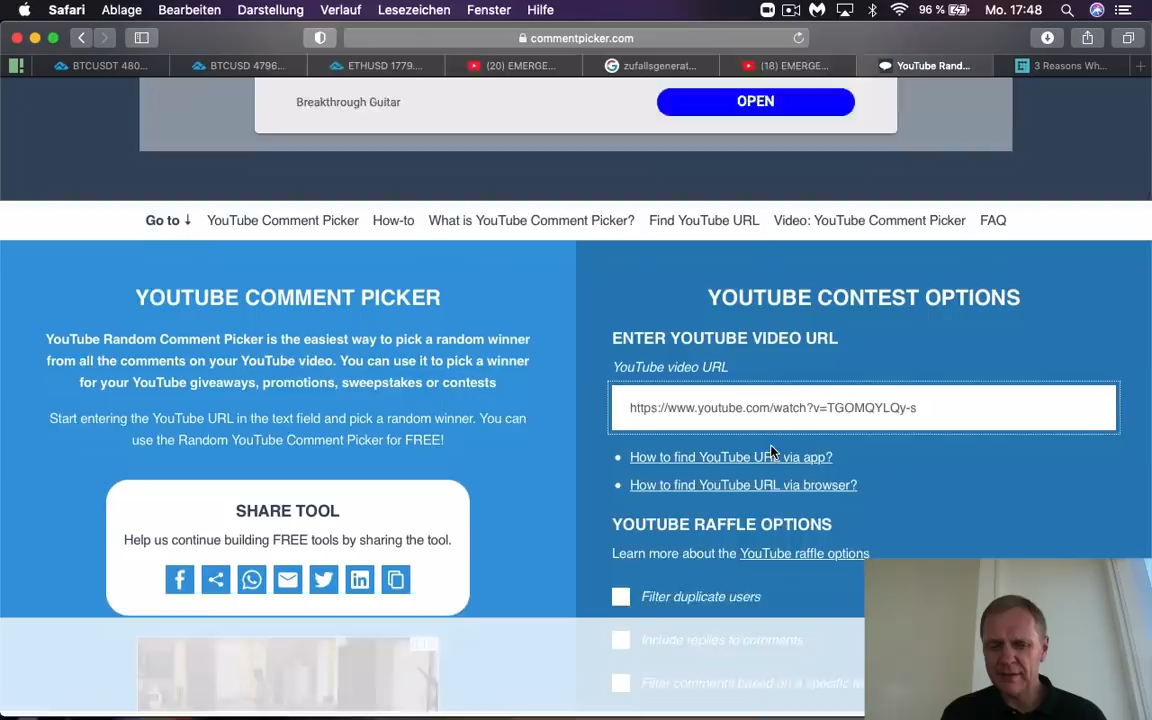 Safari Ablage Bearbeiten Darstellung Verlauf Lesezeichen Fenster Hilfe 96 % Mo. 17:48
commentpicker.com
BTCUSDT 480... BTCUSD 4796... ETHUSD 1779.... (20) EMERGE... zufallsgenerat... (18) EMERGE... YouTube Rand... 3 Reasons Wh...
Breakthrough Guitar OPEN
Go to ↓ YouTube Comment Picker How-to What is YouTube Comment Picker? Find YouTube URL Video: YouTube Comment Picker FAQ
YOUTUBE COMMENT PICKER
YouTube Random Comment Picker is the easiest way to pick a random winner
from all the comments on your YouTube video. You can use it to pick a winner
for your YouTube giveaways, promotions, sweepstakes or contests
Start entering the YouTube URL in the text field and pick a random winner. You can
use the Random YouTube Comment Picker for FREE!
SHARE TOOL
Help us continue building FREE tools by sharing the tool.
YOUTUBE CONTEST OPTIONS
ENTER YOUTUBE VIDEO URL
YouTube video URL
https://www.youtube.com/watch?v=TGOMQYLQy-s
• How to find YouTube URL via app?
• How to find YouTube URL via browser?
YOUTUBE RAFFLE OPTIONS
Learn more about the YouTube raffle options
Filter duplicate users
Include replies to comments
Filter comments based on a specific